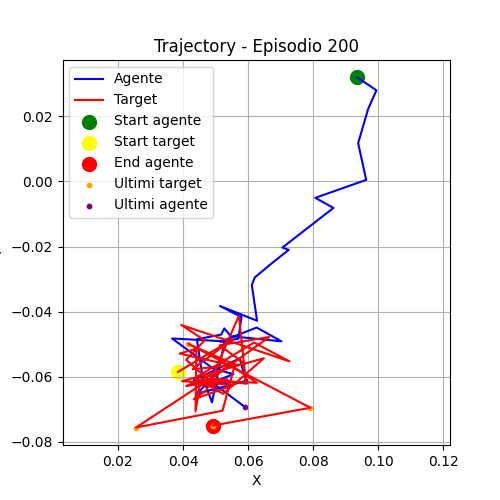 Trajectory - Episodio 200
Agente
Target
Start agente
Start target
End agente
Ultimi target
Ultimi agente
0.02
0.00
−0.02
−0.04
−0.06
−0.08
0.02
0.04
0.06
0.08
0.10
0.12
X